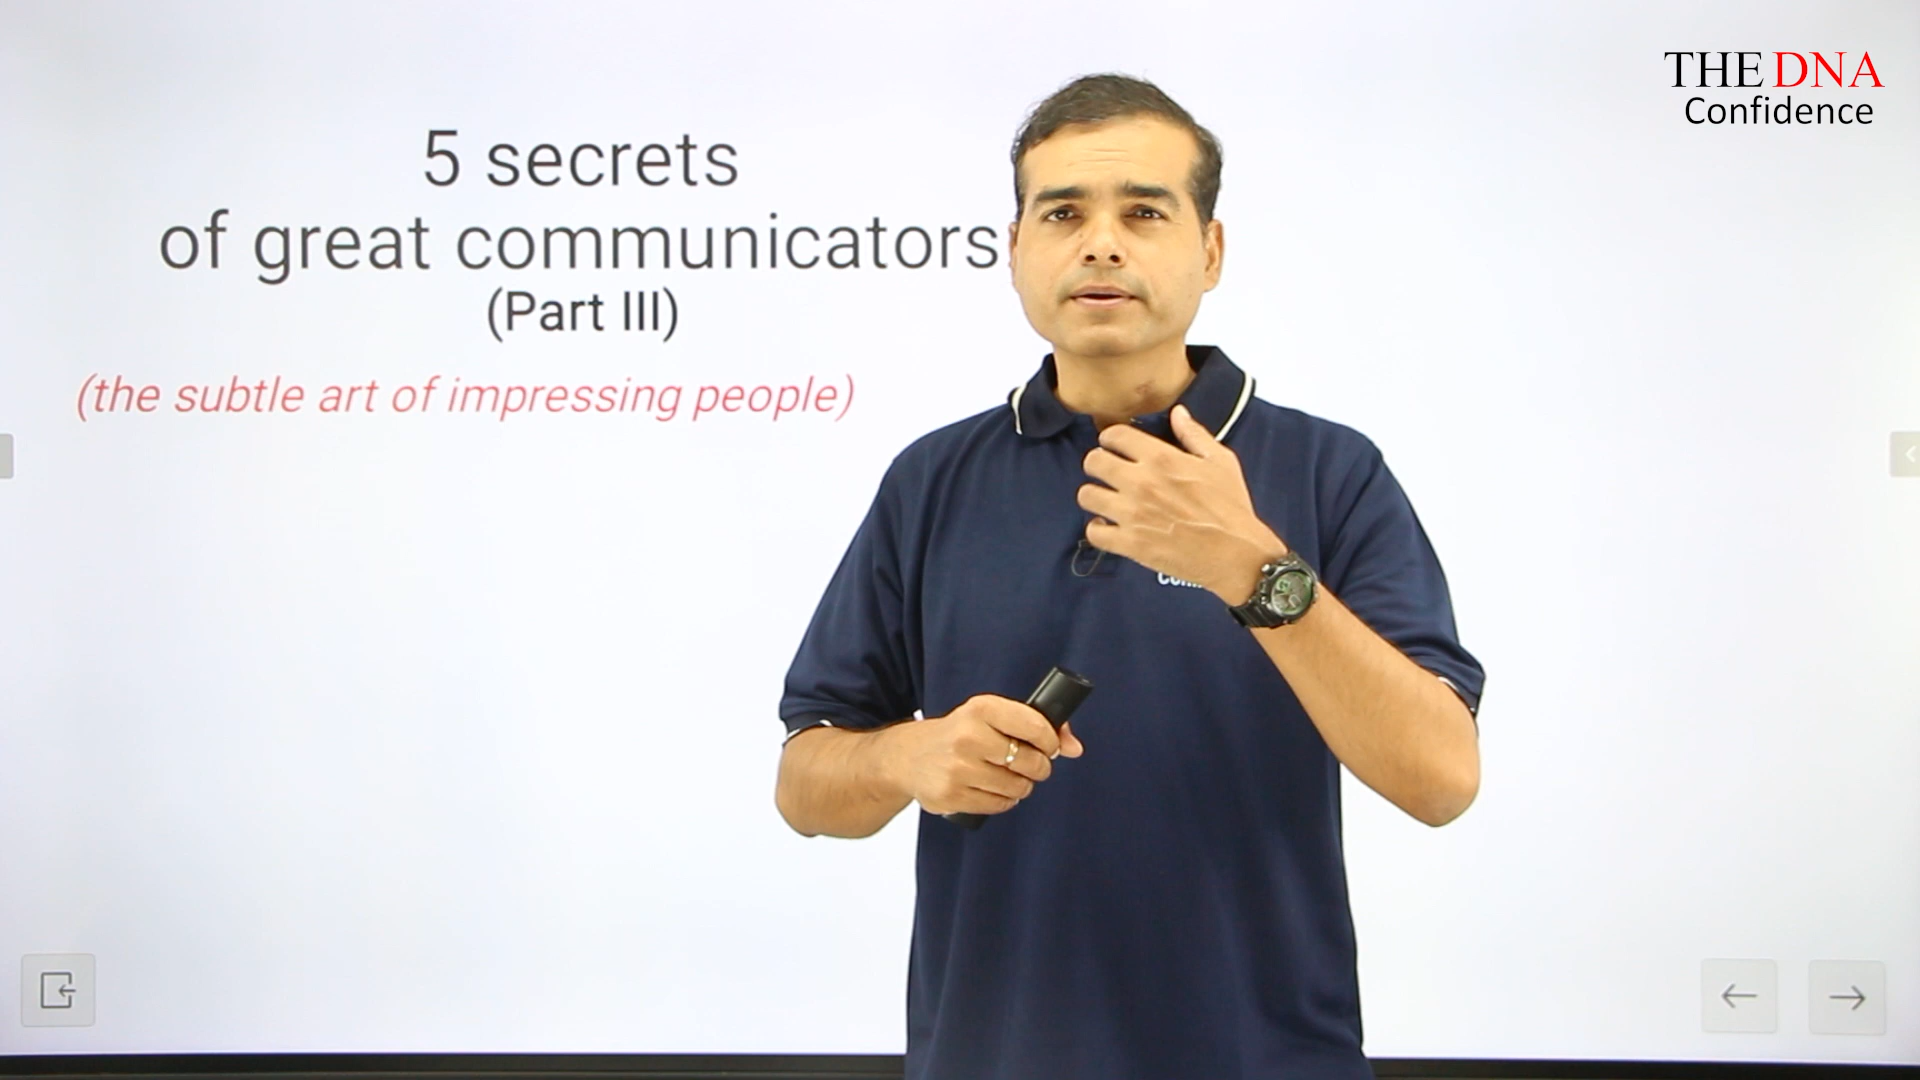 THE DNA
Confidence
5 secrets
of great communicators
(Part III)
(the subtle art of impressing people)